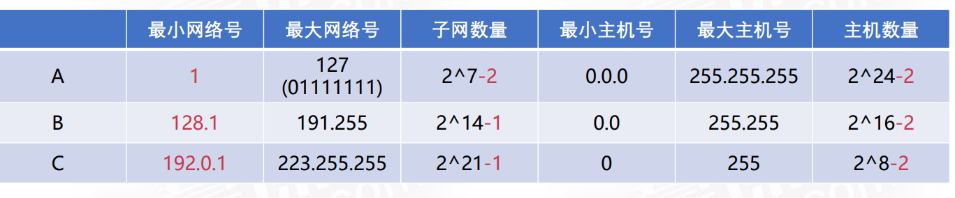 最小网络号 最大网络号 子网数量 最小主机号 最大主机号 主机数量
A 1 127 2^7-2 0.0.0 255.255.255 2^24-2
(01111111)
B 128.1 191.255 2^14-1 0.0 255.255 2^16-2
C 192.0.1 223.255.255 2^21-1 0 255 2^8-2